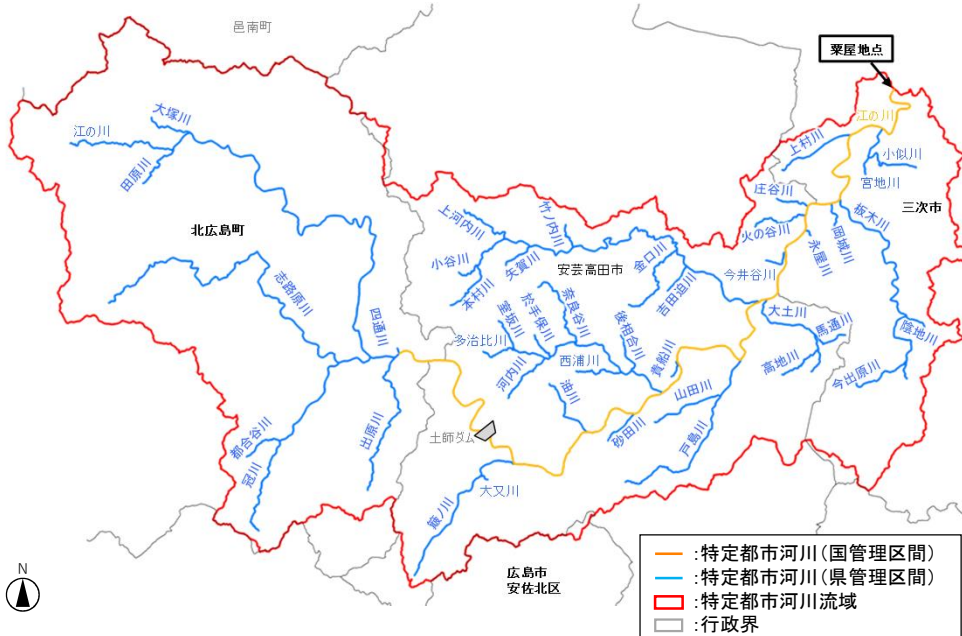 邑南町
粟屋地点
江の川
大塚川
江の川
田原川
上村川
小似川
宮地川
庄谷川
三次市
板木川
北広島町
上河内川
竹ノ内川
火の谷川
岡城川
永屋川
小谷川
矢賀川
安芸高田市
金口川
今井谷川
本村川
吉田迫川
志路原川
奈良谷川
於手保川
室坂川
後相合川
大土川
馬通川
陰地川
四通川
多治比川
西浦川
貴船川
高地川
今出原川
河内川
油川
山田川
砂田川
戸島川
都合谷川
冠川
出原川
土師ダム
大又川
簸ノ川
広島市
安佐北区
N
:特定都市河川(国管理区間)
:特定都市河川(県管理区間)
:特定都市河川流域
:行政界